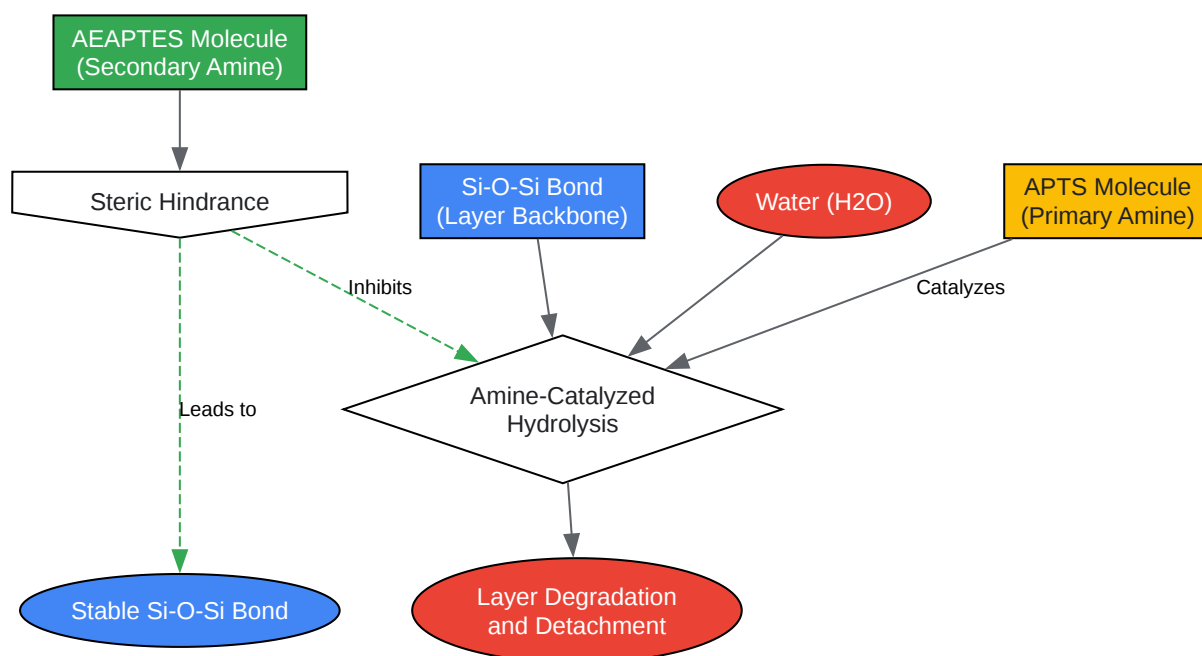 AEAPTES Molecule
(Secondary Amine)
Steric Hindrance
Si-O-Si Bond
(Layer Backbone)
Water (H2O)
APTS Molecule
(Primary Amine)
Inhibits
Catalyzes
Amine-Catalyzed
Hydrolysis
Leads to
Stable Si-O-Si Bond
Layer Degradation
and Detachment